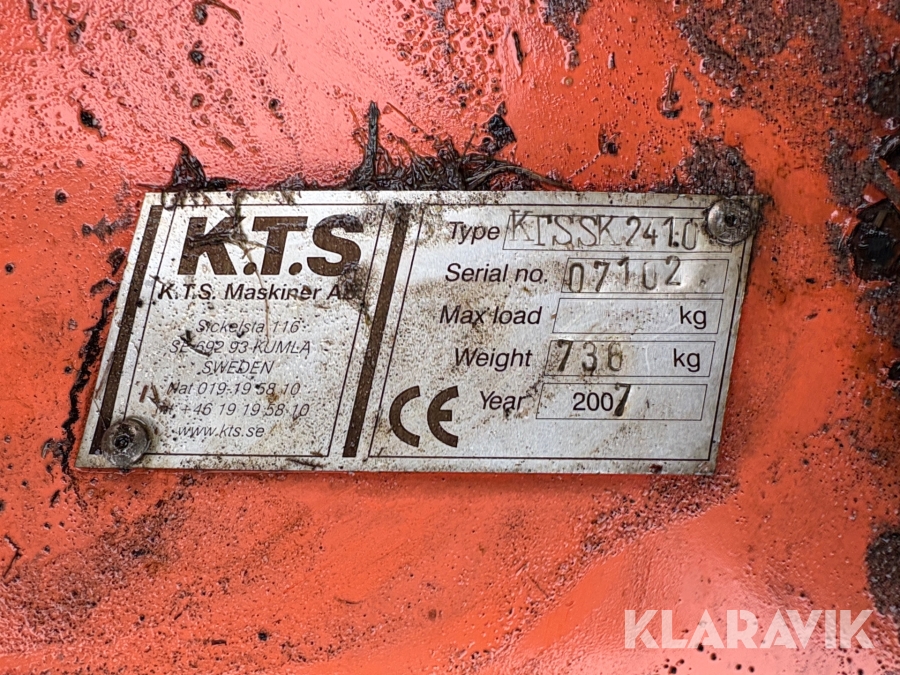 K.T.S
K.T.S. Maskiner AB
Sickelsta 116
SE-692 93 KUMLA
SWEDEN
Nat 019-19 58 10
Int. +46 19 19 58 10
www.kts.se
Type KTSSK 241.0
Serial no. 07102
Max load kg
Weight 736 kg
CE Year 2007
KLARAVIK